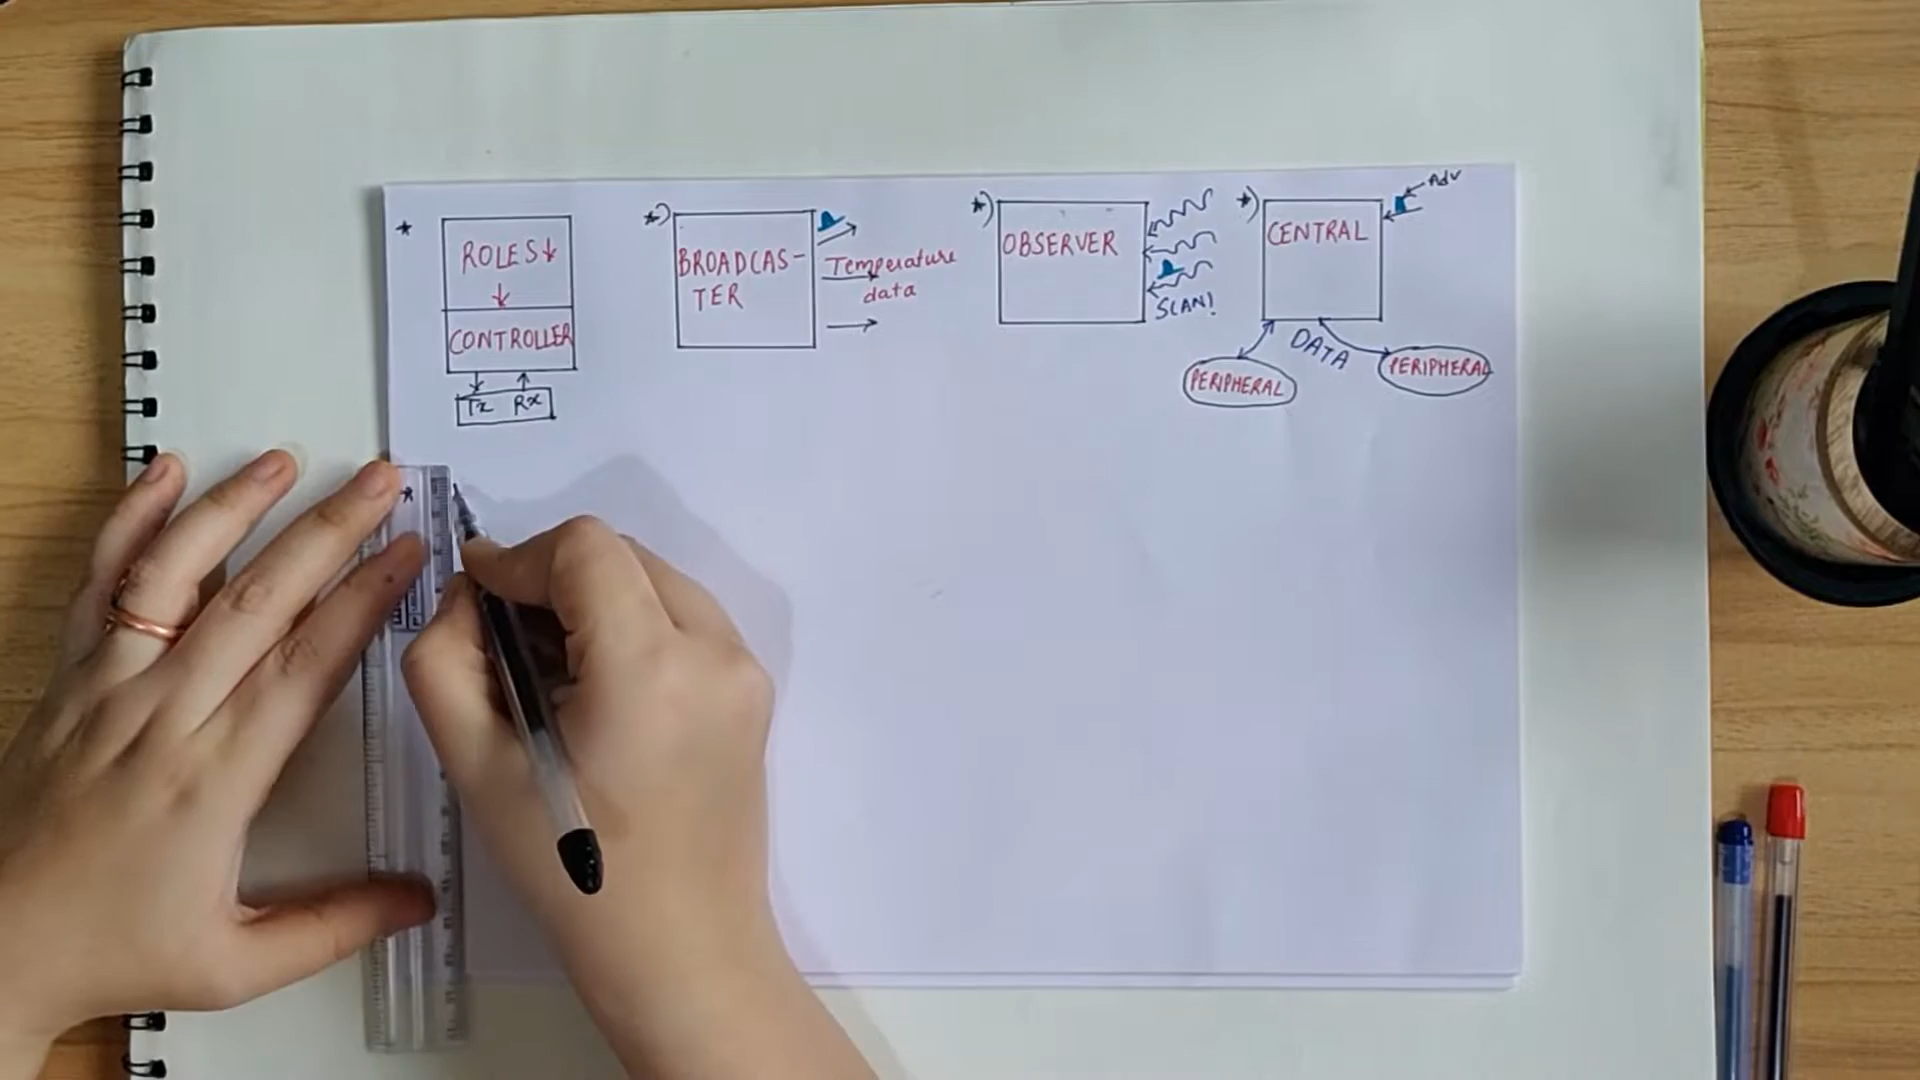 *
ROLES↓
↓
CONTROLLER
Tx Rx
*)
BROADCAS-
TER
Temperature
data
*)
OBSERVER
SCAN!
*)
CENTRAL
Adv
DATA
PERIPHERAL
PERIPHERAL
*